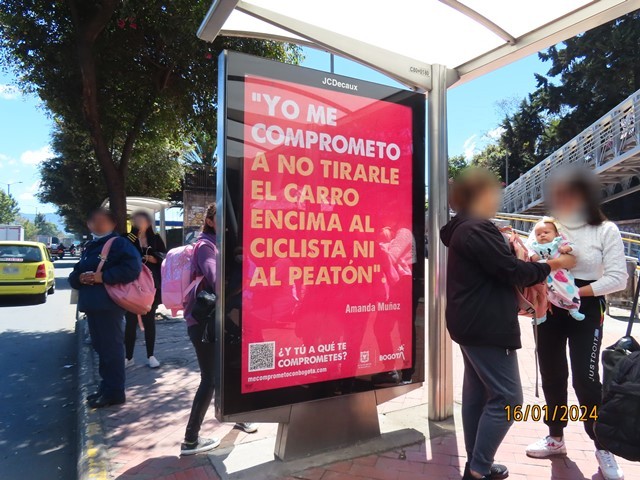 JCDecaux
"YO ME
COMPROMETO
A NO TIRARLE
EL CARRO
ENCIMA AL
CICLISTA NI
AL PEATÓN"
Amanda Muñoz
¿Y TÚ A QUÉ TE
COMPROMETES?
BOGOTÁ
mecomprometoconbogota.com
JUST DO IT
16/01/2024